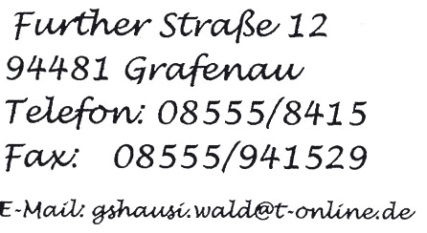 Further Straße 12
94481 Grafenau
Telefon: 08555/8415
Fax: 08555/941529
E-Mail: gshausi.wald@t-online.de